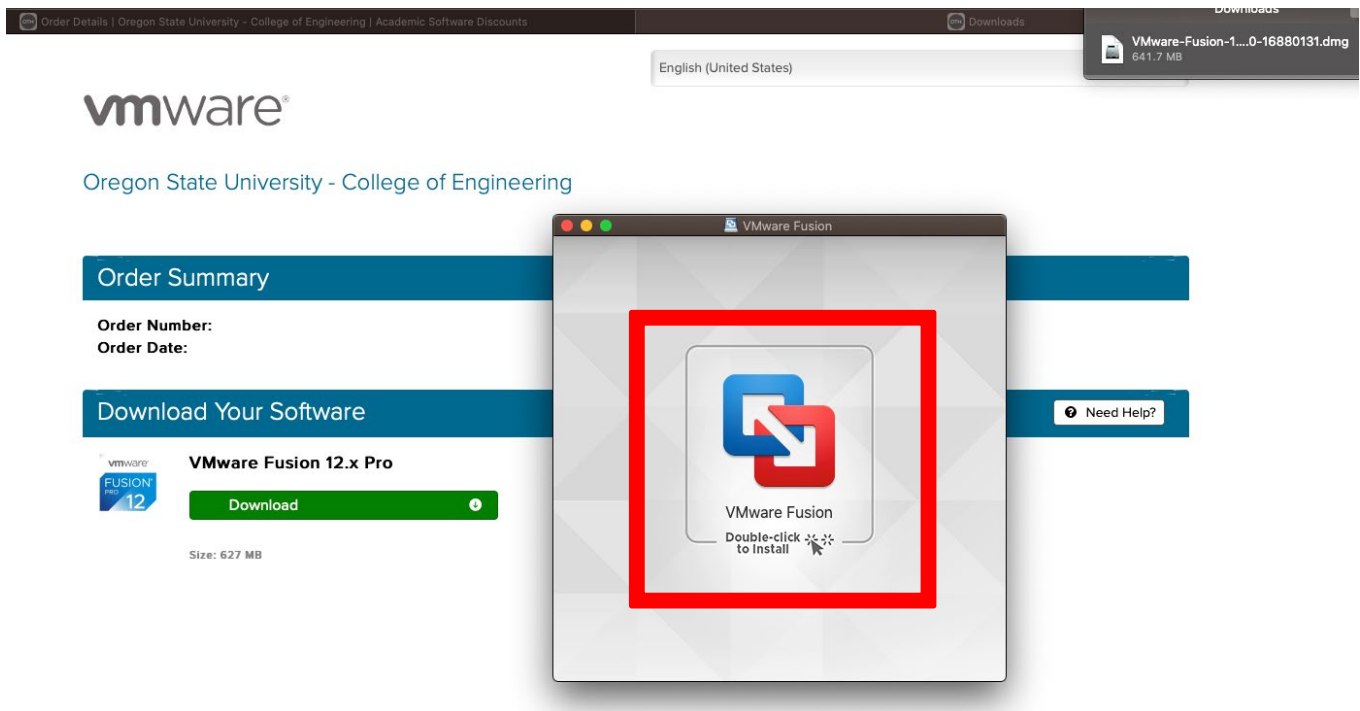 Order Details | Oregon State University - College of Engineering | Academic Software Discounts
Downloads
Downloads
VMware-Fusion-1....0-16880131.dmg
641.7 MB
English (United States)
vmware®
Oregon State University - College of Engineering
VMware Fusion
Order Summary
Order Number:
Order Date:
Download Your Software
Need Help?
vmware
FUSION
PRO
12
VMware Fusion 12.x Pro
Download
Size: 627 MB
VMware Fusion
Double-click
to Install